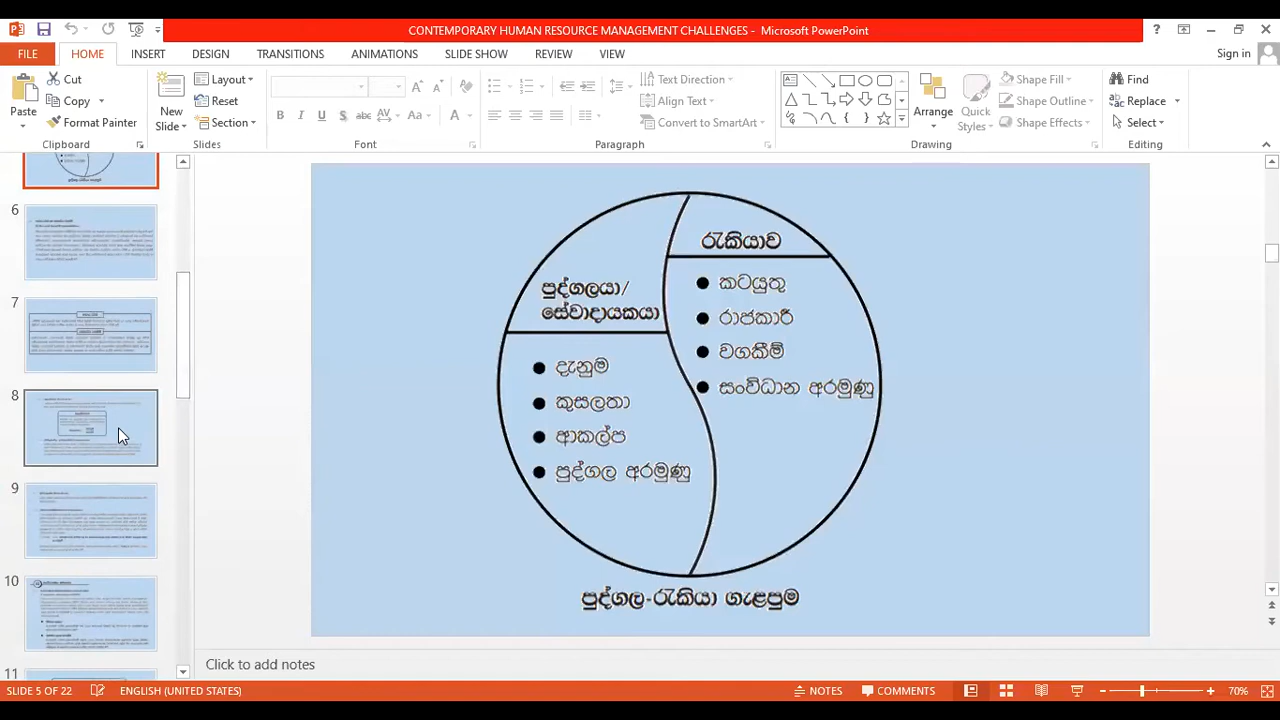 CONTEMPORARY HUMAN RESOURCE MANAGEMENT CHALLENGES - Microsoft PowerPoint
FILE HOME INSERT DESIGN TRANSITIONS ANIMATIONS SLIDE SHOW REVIEW VIEW Sign in
Paste Cut Copy Format Painter
New Slide Layout Reset Section
Text Direction Align Text Convert to SmartArt
Arrange Quick Styles Shape Fill Shape Outline Shape Effects
Find Replace Select
Clipboard Slides Font Paragraph Drawing Editing
6
7
8
9
10
11
රැකියාව
කටයුතු
රාජකාරී
වගකීම්
සංවිධාන අරමුණු
පුද්ගලයා/
සේවාදායකයා
දැනුම
කුසලතා
ආකල්ප
පුද්ගල අරමුණු
පුද්ගල-රැකියා ගැළපුම
Click to add notes
SLIDE 5 OF 22 ENGLISH (UNITED STATES) NOTES COMMENTS 70%